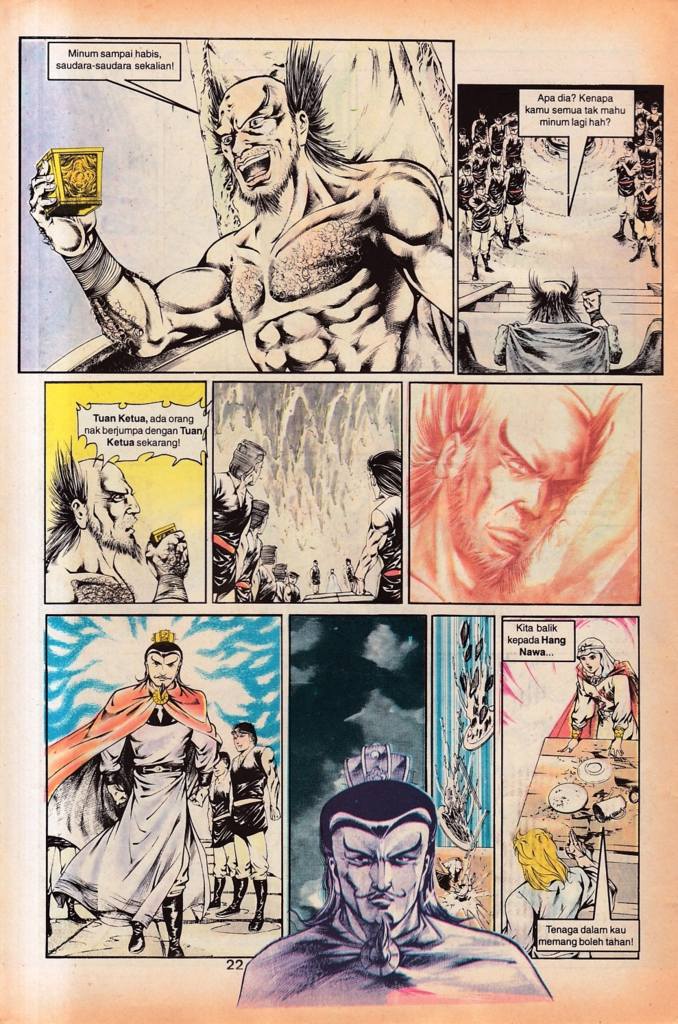 Minum sampai habis,
saudara-saudara sekalian!
Apa dia? Kenapa
kamu semua tak mahu
minum lagi hah?
Tuan Ketua, ada orang
nak berjumpa dengan Tuan
Ketua sekarang!
Kita balik
kepada Hang
Nawa...
Tenaga dalam kau
memang boleh tahan!
22